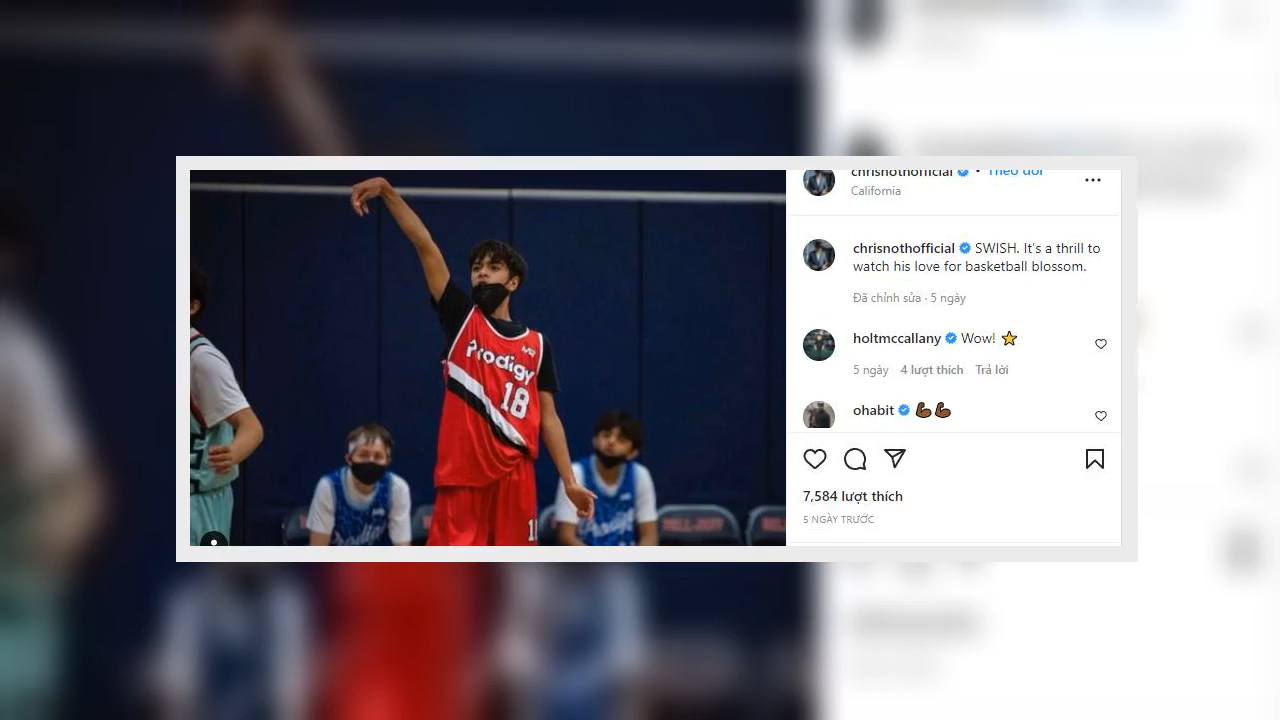 Prodigy
18
chrisnothofficial • Theo dõi
California
chrisnothofficial SWISH. It's a thrill to
watch his love for basketball blossom.
Đã chỉnh sửa · 5 ngày
holtmccallany Wow! ⭐
5 ngày 4 lượt thích Trả lời
ohabit 💪🏿💪🏿
7,584 lượt thích
5 NGÀY TRƯỚC